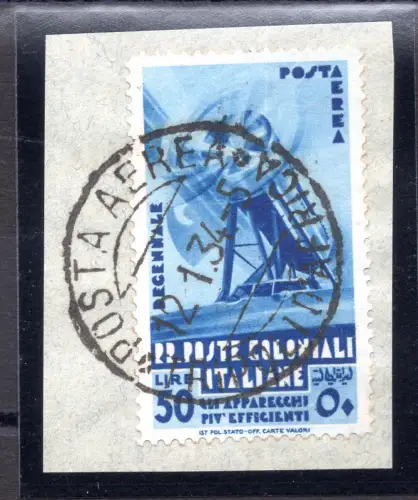 POSTA
AEREA
DECENNALE
POSTA AEREA
12.1.34
RR. POSTE COLONIALI
LIRE ITALIANE
50 GLI APPARECCHI ٥٠
PIU' EFFICIENTI
IST. POL. STATO-OFF. CARTE VALORI